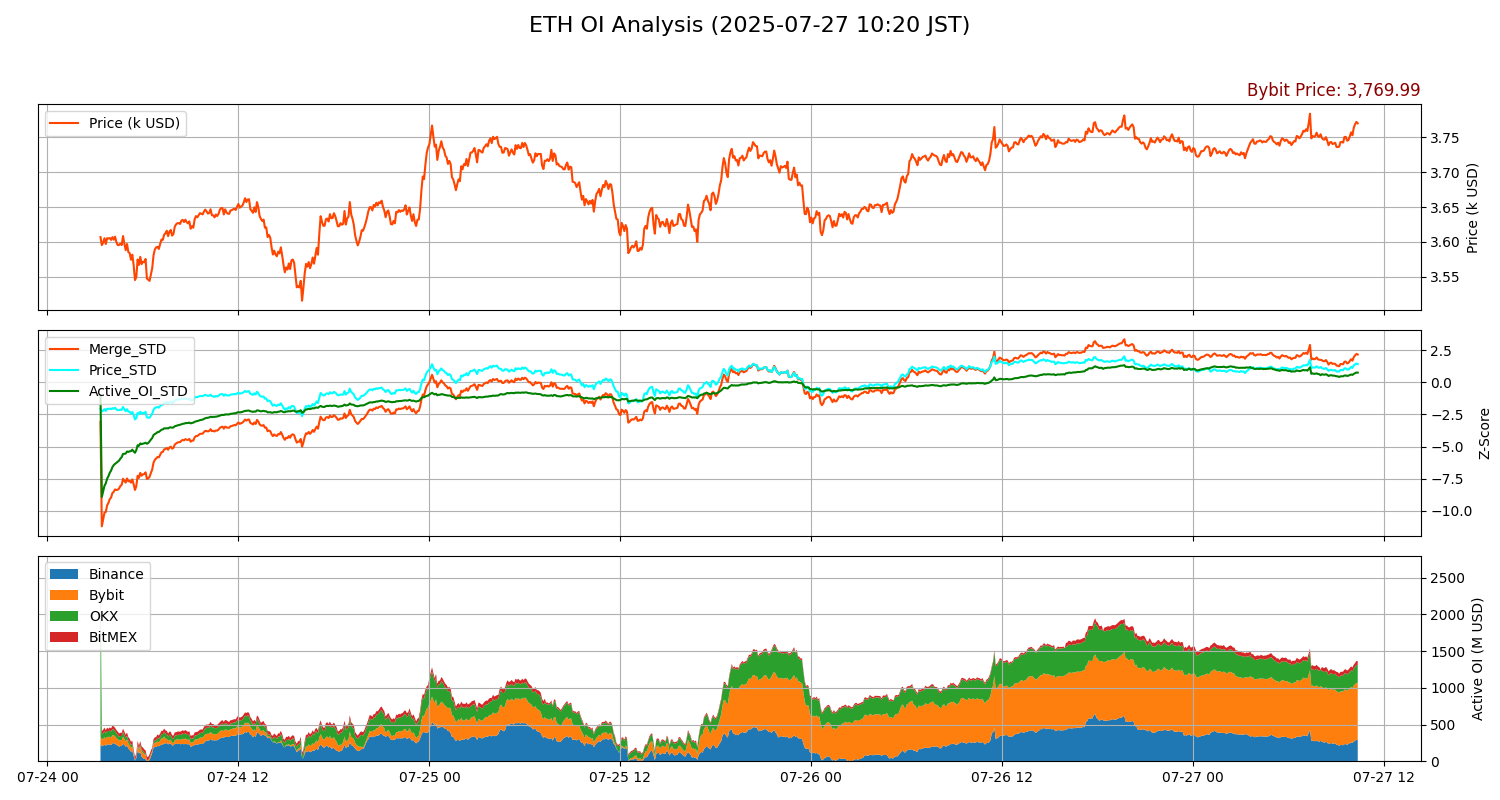 ETH OI Analysis (2025-07-27 10:20 JST)
Bybit Price: 3,769.99
Price (k USD)
3.75
3.70
3.65
3.60
3.55
Price (k USD)
Merge_STD
Price_STD
Active_OI_STD
2.5
0.0
−2.5
−5.0
−7.5
−10.0
Z-Score
Binance
Bybit
OKX
BitMEX
2500
2000
1500
1000
500
0
Active OI (M USD)
07-24 00
07-24 12
07-25 00
07-25 12
07-26 00
07-26 12
07-27 00
07-27 12